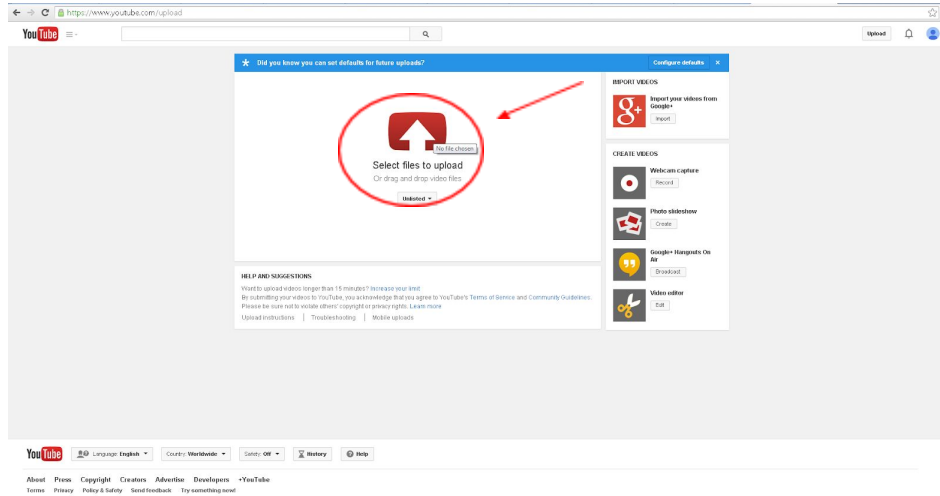 https://www.youtube.com/upload
YouTube
Upload
Did you know you can set defaults for future uploads?
Configure defaults ×
No file chosen
Select files to upload
Or drag and drop video files
Unlisted
IMPORT VIDEOS
Import your videos from
Google+
Import
CREATE VIDEOS
Webcam capture
Record
Photo slideshow
Create
Google+ Hangouts On
Air
Broadcast
Video editor
Edit
HELP AND SUGGESTIONS
Want to upload videos longer than 15 minutes? Increase your limit
By submitting your videos to YouTube, you acknowledge that you agree to YouTube's Terms of Service and Community Guidelines.
Please be sure not to violate others' copyright or privacy rights. Learn more
Upload instructions | Troubleshooting | Mobile uploads
YouTube
Language: English
Country: Worldwide
Safety: Off
History
Help
About Press Copyright Creators Advertise Developers +YouTube
Terms Privacy Policy & Safety Send feedback Try something new!